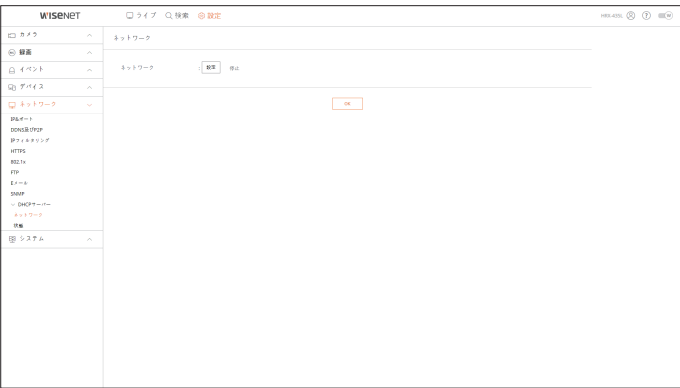 WISENET
ライブ 検索 設定
カメラ
録画
イベント
デバイス
ネットワーク
IP&ポート
DDNS及びP2P
IPフィルタリング
HTTPS
802.1x
FTP
Eメール
SNMP
DHCPサーバー
ネットワーク
状態
システム
ネットワーク
ネットワーク : 設定 停止
OK